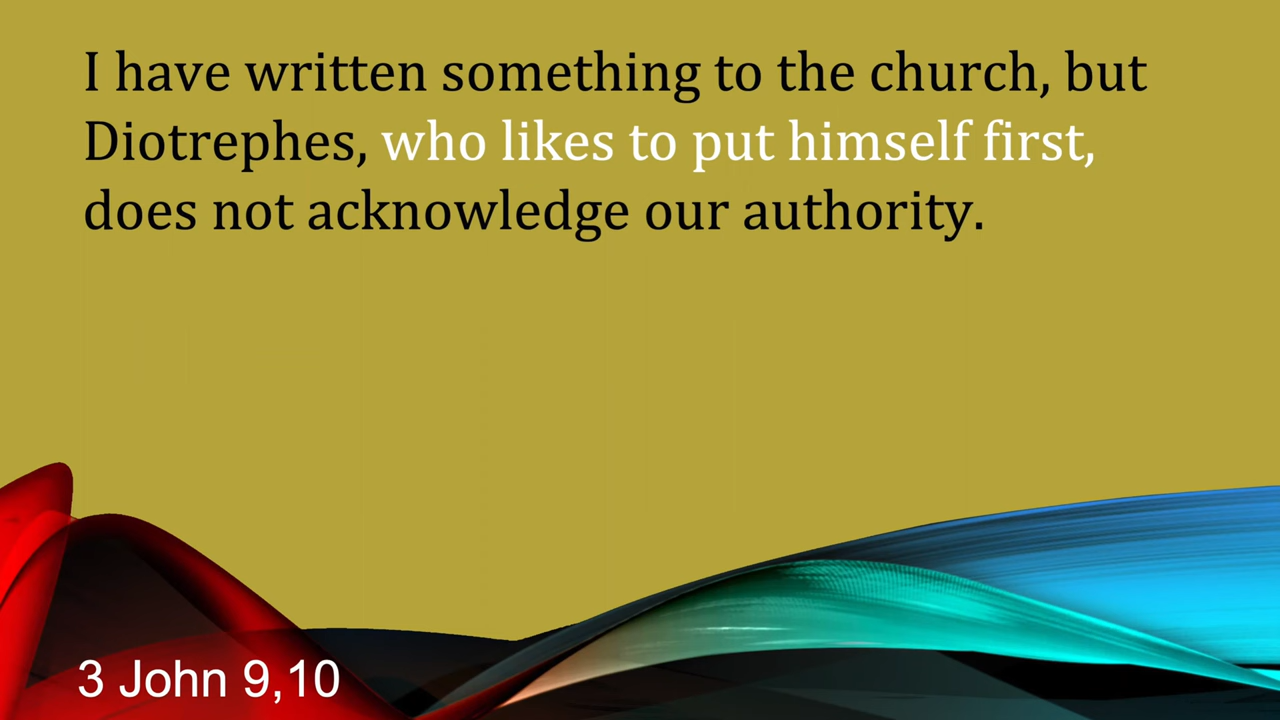 I have written something to the church, but
Diotrephes, who likes to put himself first,
does not acknowledge our authority.
3 John 9,10